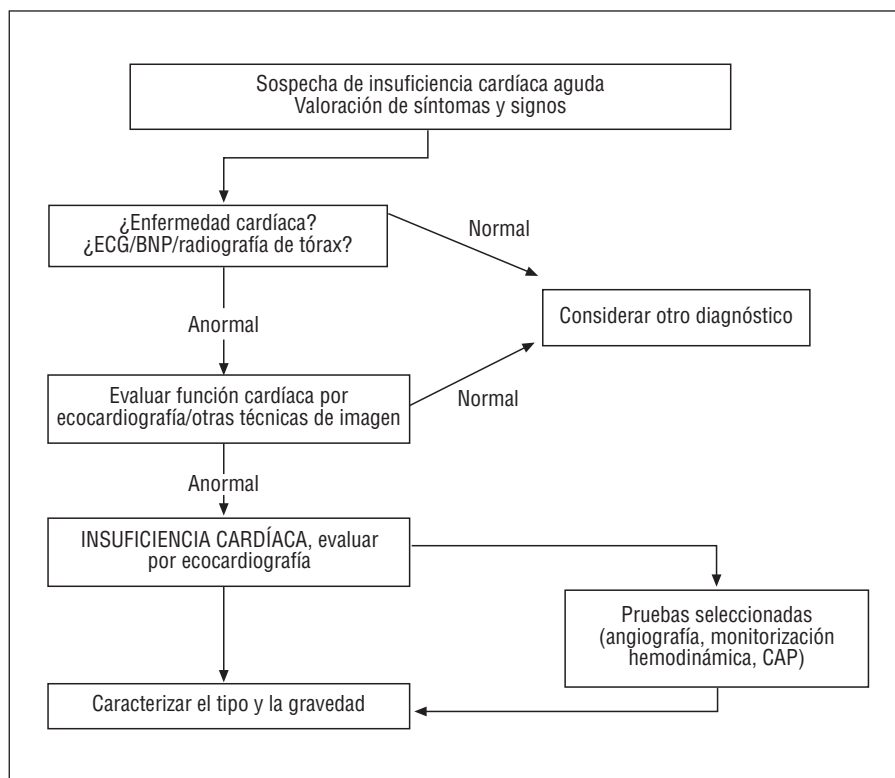 Sospecha de insuficiencia cardíaca aguda
Valoración de síntomas y signos
¿Enfermedad cardíaca?
¿ECG/BNP/radiografía de tórax?
Normal
Considerar otro diagnóstico
Anormal
Evaluar función cardíaca por
ecocardiografía/otras técnicas de imagen
Normal
Anormal
INSUFICIENCIA CARDÍACA, evaluar
por ecocardiografía
Pruebas seleccionadas
(angiografía, monitorización
hemodinámica, CAP)
Caracterizar el tipo y la gravedad